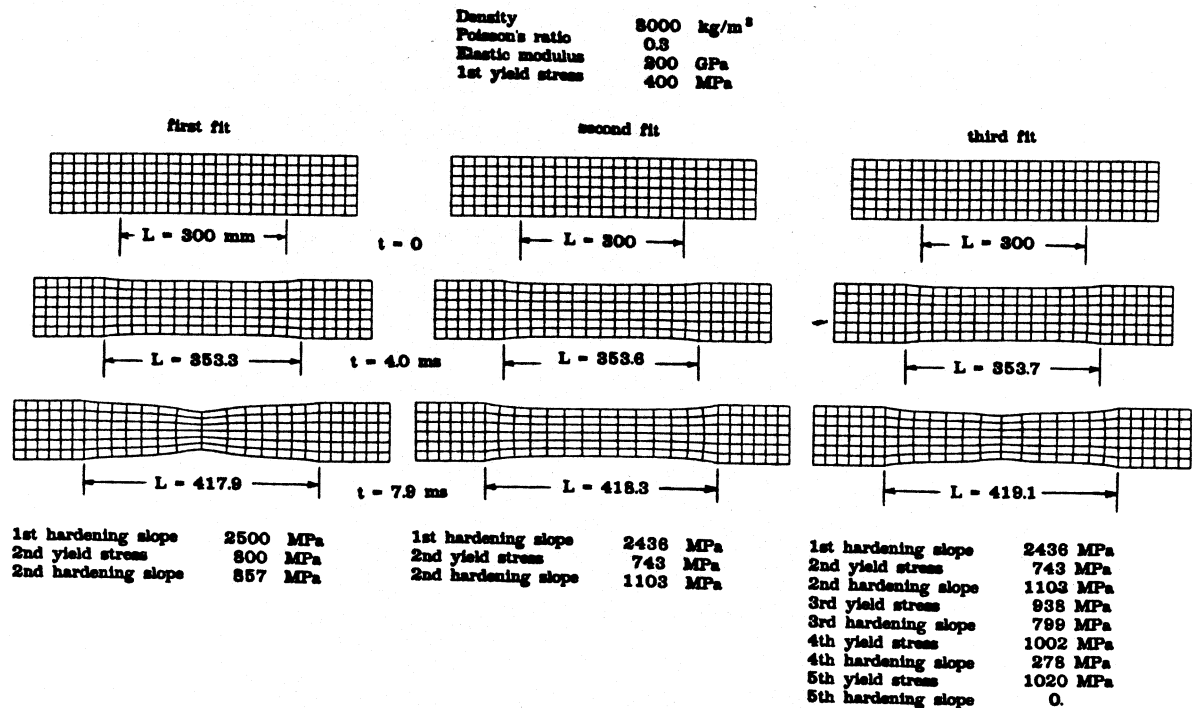 Density 8000 kg/m³
Poisson's ratio 0.3
Elastic modulus 200 GPa
1st yield stress 400 MPa
first fit
second fit
third fit
L = 300 mm
t = 0
L = 300
L = 300
L = 353.3
t = 4.0 ms
L = 353.6
L = 353.7
L = 417.9
t = 7.9 ms
L = 418.3
L = 419.1
1st hardening slope 2500 MPa
2nd yield stress 800 MPa
2nd hardening slope 857 MPa
1st hardening slope 2436 MPa
2nd yield stress 743 MPa
2nd hardening slope 1103 MPa
1st hardening slope 2436 MPa
2nd yield stress 743 MPa
2nd hardening slope 1103 MPa
3rd yield stress 938 MPa
3rd hardening slope 799 MPa
4th yield stress 1002 MPa
4th hardening slope 278 MPa
5th yield stress 1020 MPa
5th hardening slope 0.